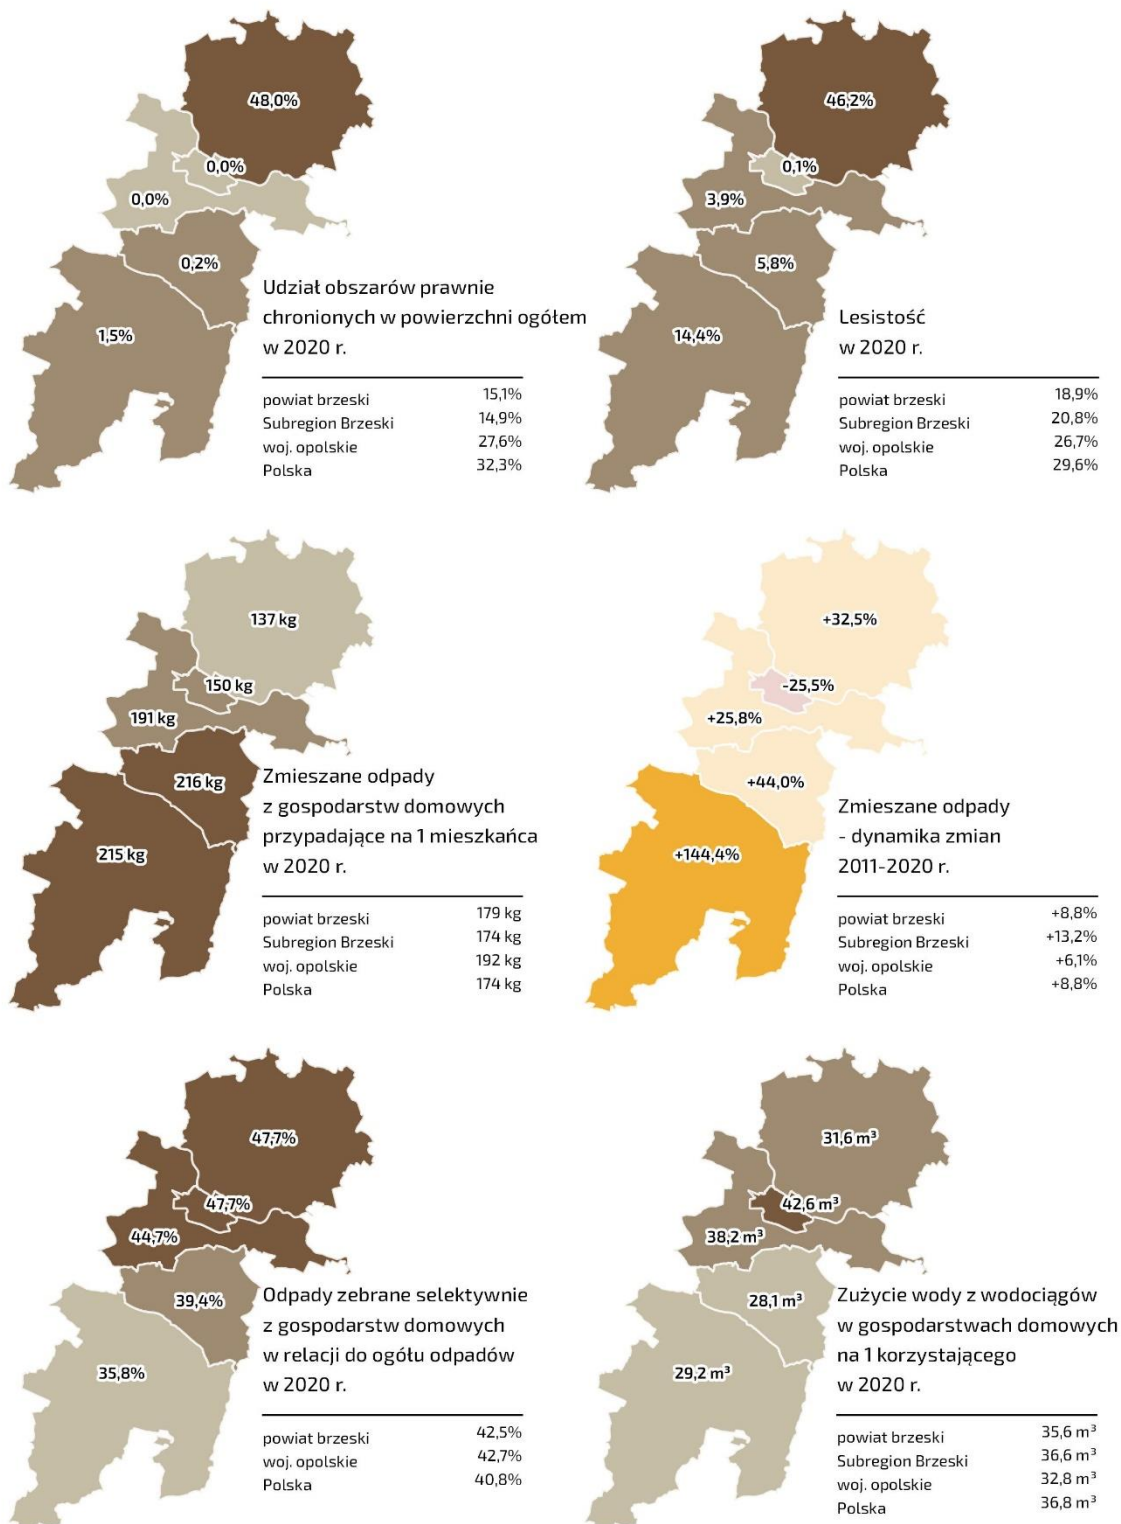 48,0%
0,0%
0,0%
0,2%
1,5%
Udział obszarów prawnie
chronionych w powierzchni ogółem
w 2020 r.
powiat brzeski 15,1%
Subregion Brzeski 14,9%
woj. opolskie 27,6%
Polska 32,3%
46,2%
0,1%
3,9%
5,8%
14,4%
Lesistość
w 2020 r.
powiat brzeski 18,9%
Subregion Brzeski 20,8%
woj. opolskie 26,7%
Polska 29,6%
137 kg
150 kg
191 kg
216 kg
215 kg
Zmieszane odpady
z gospodarstw domowych
przypadające na 1 mieszkańca
w 2020 r.
powiat brzeski 179 kg
Subregion Brzeski 174 kg
woj. opolskie 192 kg
Polska 174 kg
+32,5%
-25,5%
+25,8%
+44,0%
+144,4%
Zmieszane odpady
- dynamika zmian
2011-2020 r.
powiat brzeski +8,8%
Subregion Brzeski +13,2%
woj. opolskie +6,1%
Polska +8,8%
47,7%
47,7%
44,7%
39,4%
35,8%
Odpady zebrane selektywnie
z gospodarstw domowych
w relacji do ogółu odpadów
w 2020 r.
powiat brzeski 42,5%
woj. opolskie 42,7%
Polska 40,8%
31,6 m³
42,6 m³
38,2 m³
28,1 m³
29,2 m³
Zużycie wody z wodociągów
w gospodarstwach domowych
na 1 korzystającego
w 2020 r.
powiat brzeski 35,6 m³
Subregion Brzeski 36,6 m³
woj. opolskie 32,8 m³
Polska 36,8 m³